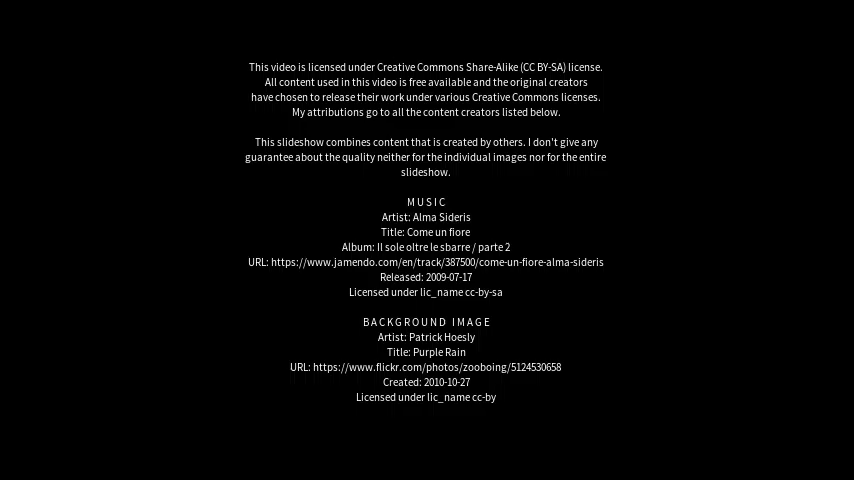 This video is licensed under Creative Commons Share-Alike (CC BY-SA) license.
All content used in this video is free available and the original creators
have chosen to release their work under various Creative Commons licenses.
My attributions go to all the content creators listed below.
This slideshow combines content that is created by others. I don't give any
guarantee about the quality neither for the individual images nor for the entire
slideshow.
MUSIC
Artist: Alma Sideris
Title: Come un fiore
Album: Il sole oltre le sbarre / parte 2
URL: https://www.jamendo.com/en/track/387500/come-un-fiore-alma-sideris
Released: 2009-07-17
Licensed under lic_name cc-by-sa
BACKGROUND IMAGE
Artist: Patrick Hoesly
Title: Purple Rain
URL: https://www.flickr.com/photos/zooboing/5124530658
Created: 2010-10-27
Licensed under lic_name cc-by